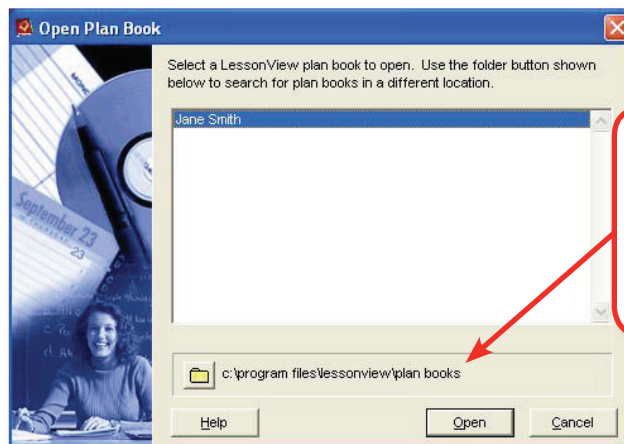 Open Plan Book
Select a LessonView plan book to open. Use the folder button shown
below to search for plan books in a different location.
Jane Smith
September 23
23
c:\program files\lessonview\plan books
Help
Open
Cancel